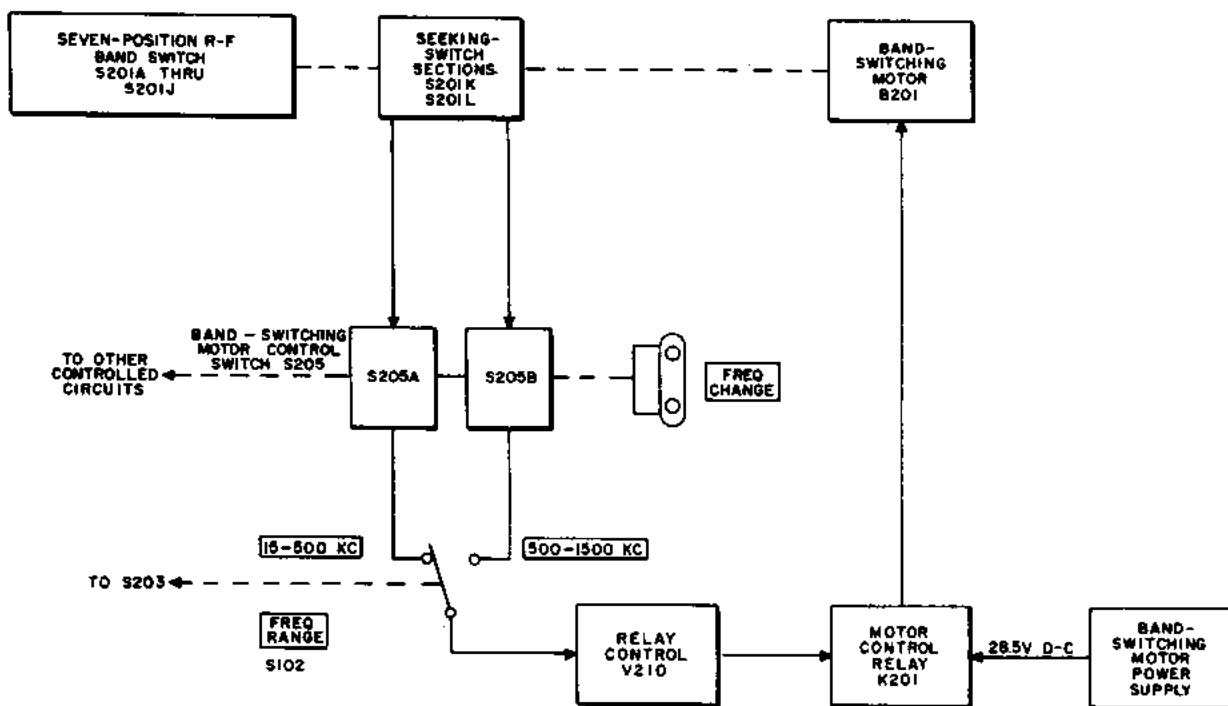 SEVEN-POSITION R-F
BAND SWITCH
S201A THRU
S201J
SEEKING-
SWITCH
SECTIONS
S201K
S201L
BAND-
SWITCHING
MOTOR
B201
BAND-SWITCHING
MOTOR CONTROL
SWITCH S205
TO OTHER
CONTROLLED
CIRCUITS
S205A
S205B
FREQ
CHANGE
15-500 KC
500-1500 KC
TO S203
FREQ
RANGE
S102
RELAY
CONTROL
V210
MOTOR
CONTROL
RELAY
K201
28.5V D-C
BAND-
SWITCHING
MOTOR
POWER
SUPPLY